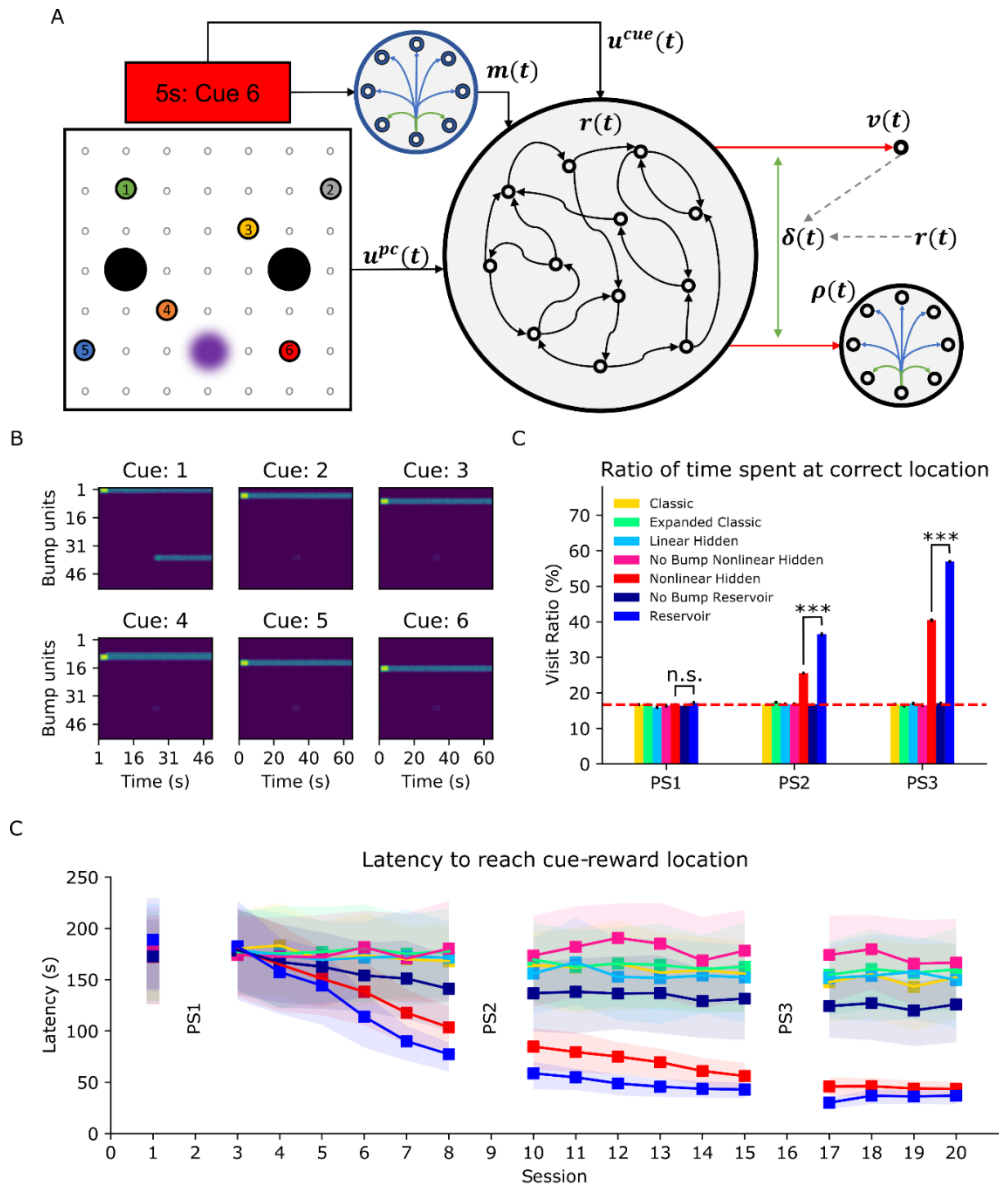 A
u^cue(t)
5s: Cue 6
m(t)
r(t)
v(t)
1
2
3
δ(t)
r(t)
u^pc(t)
ρ(t)
4
5
6
B
C
Cue: 1
Cue: 2
Cue: 3
Bump units
1
16
31
46
Cue: 4
Cue: 5
Cue: 6
Bump units
1
16
31
46
1 16 31 46
0 20 40 60
0 20 40 60
Time (s)
Time (s)
Time (s)
Ratio of time spent at correct location
Visit Ratio (%)
70
60
50
40
30
20
10
0
Classic
Expanded Classic
Linear Hidden
No Bump Nonlinear Hidden
Nonlinear Hidden
No Bump Reservoir
Reservoir
n.s.
***
***
PS1
PS2
PS3
C
Latency to reach cue-reward location
Latency (s)
250
200
150
100
50
0
PS1
PS2
PS3
0 1 2 3 4 5 6 7 8 9 10 11 12 13 14 15 16 17 18 19 20
Session